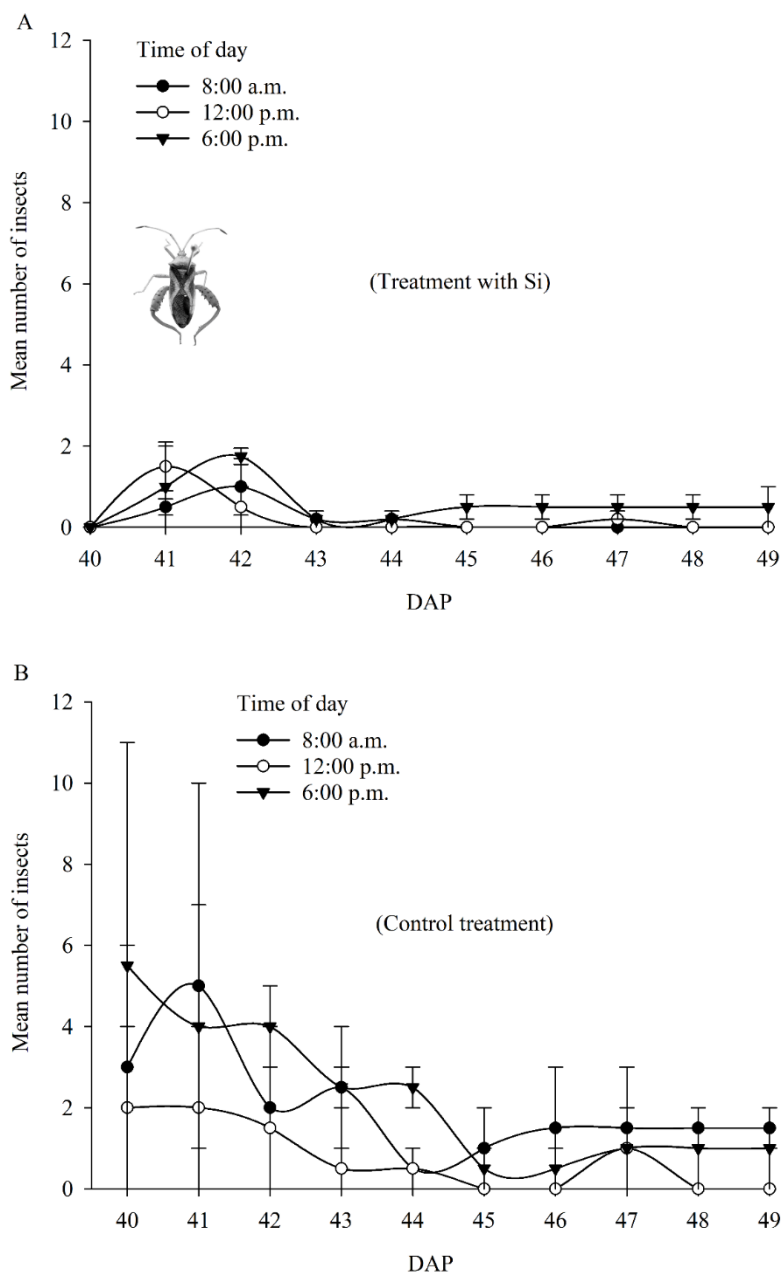 A
12
10
8
6
4
2
0
Mean number of insects
Time of day
8:00 a.m.
12:00 p.m.
6:00 p.m.
(Treatment with Si)
40 41 42 43 44 45 46 47 48 49
DAP
B
12
10
8
6
4
2
0
Mean number of insects
Time of day
8:00 a.m.
12:00 p.m.
6:00 p.m.
(Control treatment)
40 41 42 43 44 45 46 47 48 49
DAP